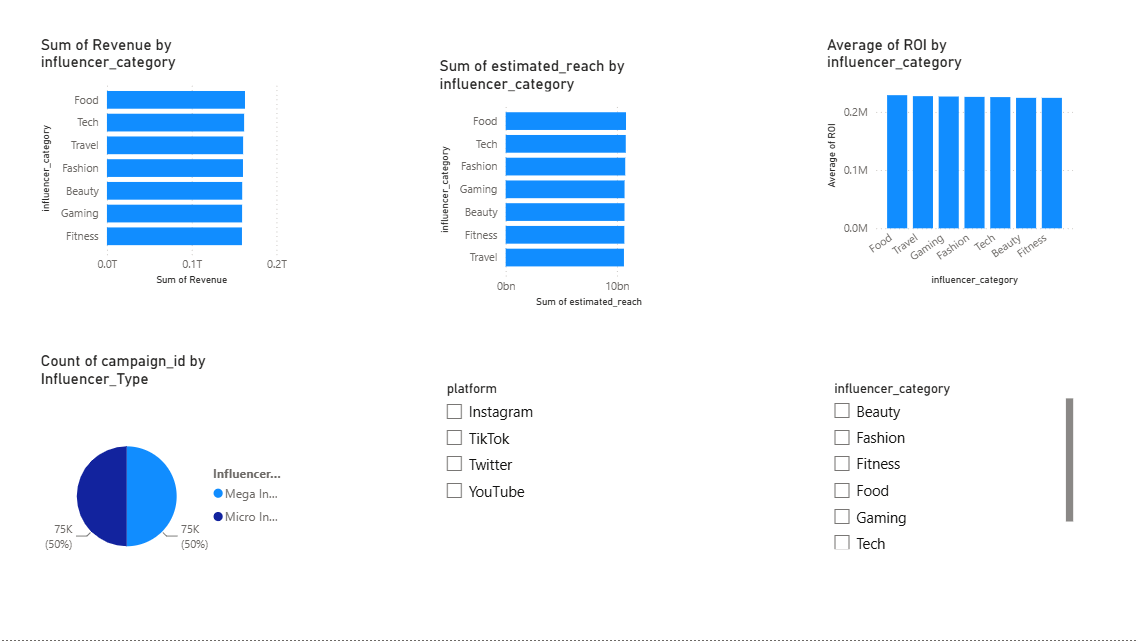 Sum of Revenue by
influencer_category
influencer_category
Food
Tech
Travel
Fashion
Beauty
Gaming
Fitness
0.0T
0.1T
0.2T
Sum of Revenue
Sum of estimated_reach by
influencer_category
influencer_category
Food
Tech
Fashion
Gaming
Beauty
Fitness
Travel
0bn
10bn
Sum of estimated_reach
Average of ROI by
influencer_category
Average of ROI
0.2M
0.1M
0.0M
Food
Travel
Gaming
Fashion
Tech
Beauty
Fitness
influencer_category
Count of campaign_id by
Influencer_Type
75K
(50%)
75K
(50%)
Influencer...
Mega In...
Micro In...
platform
Instagram
TikTok
Twitter
YouTube
influencer_category
Beauty
Fashion
Fitness
Food
Gaming
Tech